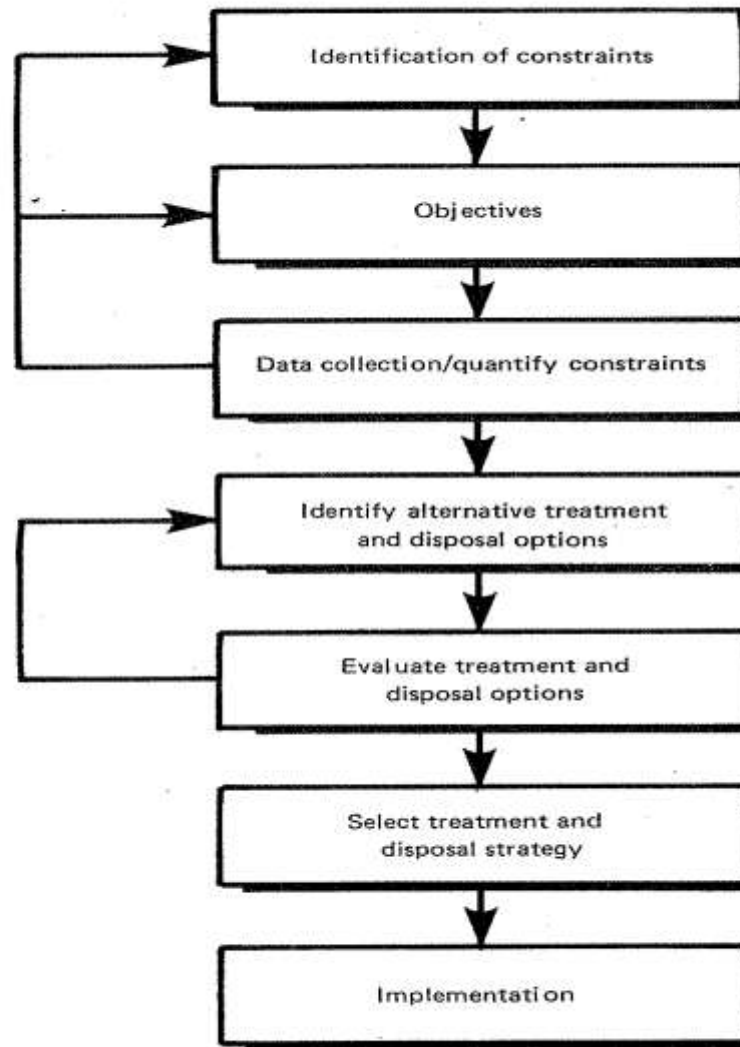 Identification of constraints
Objectives
Data collection/quantify constraints
Identify alternative treatment
and disposal options
Evaluate treatment and
disposal options
Select treatment and
disposal strategy
Implementation